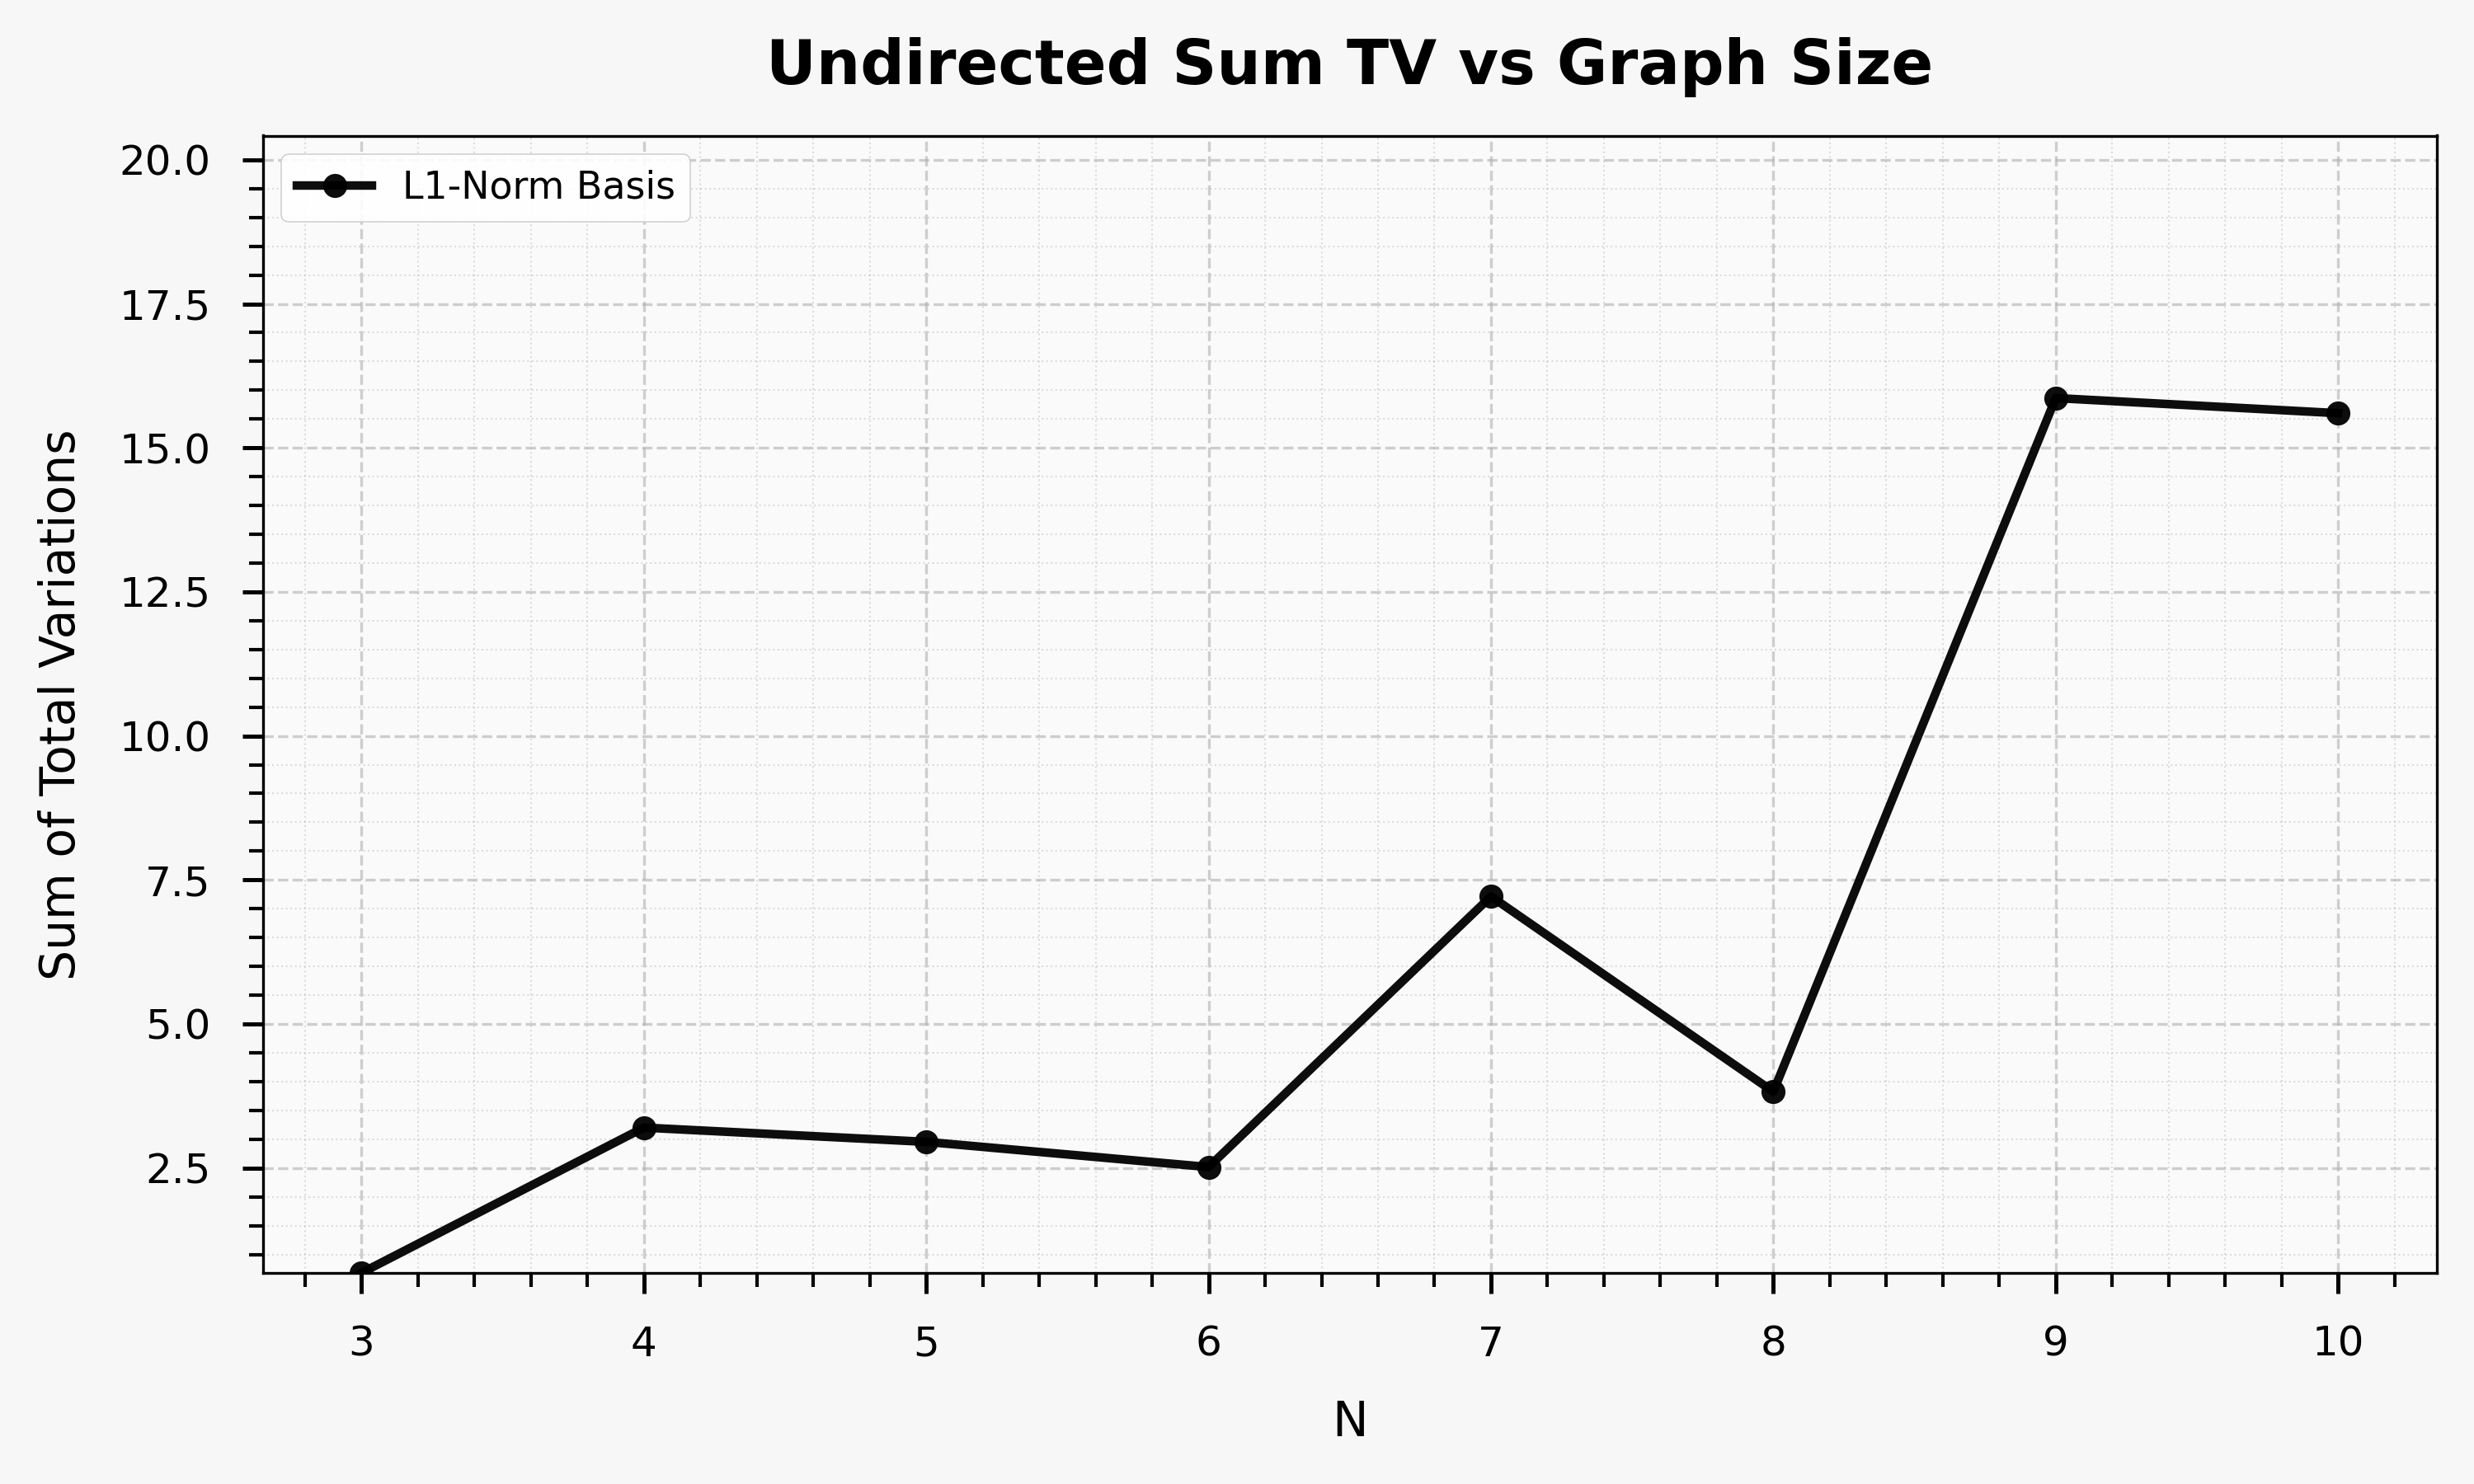 Undirected Sum TV vs Graph Size
L1-Norm Basis
Sum of Total Variations
20.0
17.5
15.0
12.5
10.0
7.5
5.0
2.5
3 4 5 6 7 8 9 10
N